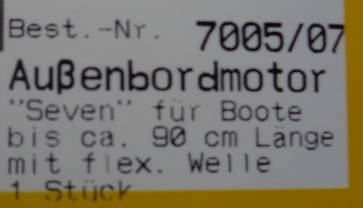 Best.-Nr. 7005/07
Außenbordmotor
"Seven" für Boote
bis ca. 90 cm Länge
mit flex. Welle
1 Stück